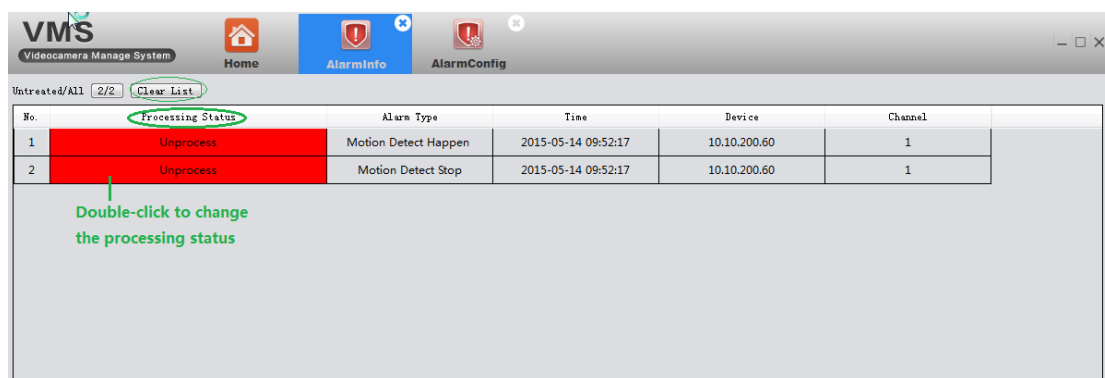 VMS
Videocamera Manage System
Home
AlarmInfo
AlarmConfig
Untreated/All 2/2 Clear List
No. Processing Status Alarm Type Time Device Channel
1 Unprocess Motion Detect Happen 2015-05-14 09:52:17 10.10.200.60 1
2 Unprocess Motion Detect Stop 2015-05-14 09:52:17 10.10.200.60 1
Double-click to change
the processing status